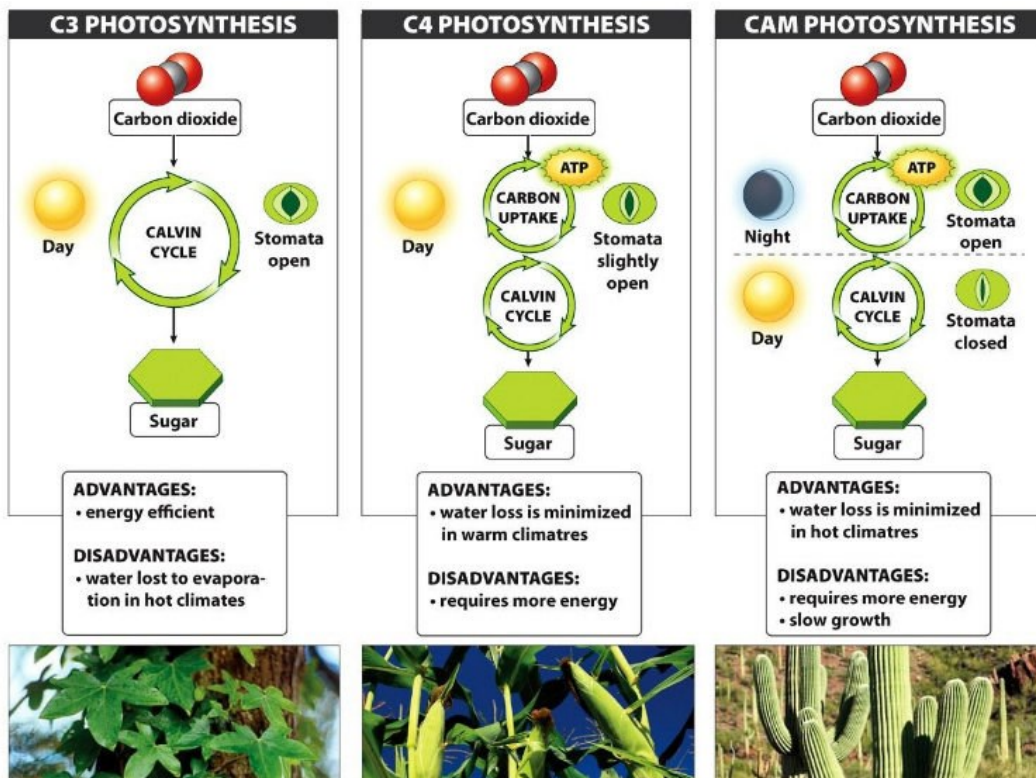 C3 PHOTOSYNTHESIS
Carbon dioxide
Day
CALVIN
CYCLE
Stomata
open
Sugar
ADVANTAGES:
• energy efficient
DISADVANTAGES:
• water lost to evapora-
tion in hot climates
C4 PHOTOSYNTHESIS
Carbon dioxide
ATP
CARBON
UPTAKE
Day
Stomata
slightly
open
CALVIN
CYCLE
Sugar
ADVANTAGES:
• water loss is minimized
in warm climatres
DISADVANTAGES:
• requires more energy
CAM PHOTOSYNTHESIS
Carbon dioxide
ATP
CARBON
UPTAKE
Night
Stomata
open
CALVIN
CYCLE
Day
Stomata
closed
Sugar
ADVANTAGES:
• water loss is minimized
in hot climatres
DISADVANTAGES:
• requires more energy
• slow growth